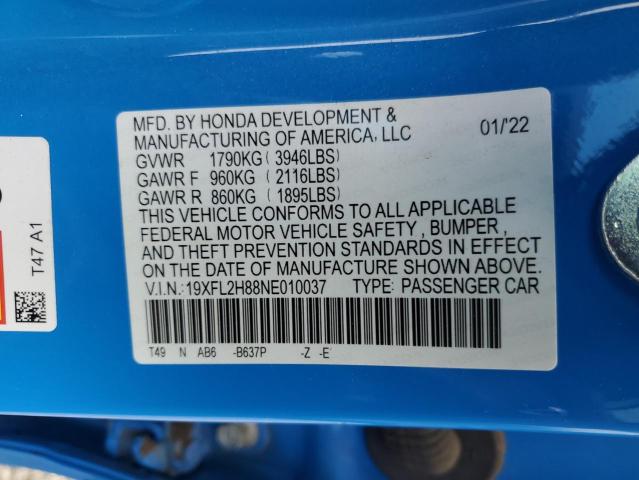 MFD. BY HONDA DEVELOPMENT &
MANUFACTURING OF AMERICA, LLC 01/'22
GVWR 1790KG ( 3946LBS )
GAWR F 960KG ( 2116LBS )
GAWR R 860KG ( 1895LBS )
THIS VEHICLE CONFORMS TO ALL APPLICABLE
FEDERAL MOTOR VEHICLE SAFETY , BUMPER ,
AND THEFT PREVENTION STANDARDS IN EFFECT
ON THE DATE OF MANUFACTURE SHOWN ABOVE.
V.I.N.: 19XFL2H88NE010037 TYPE: PASSENGER CAR
T49 N AB6 -B637P -Z -E
T47 A1